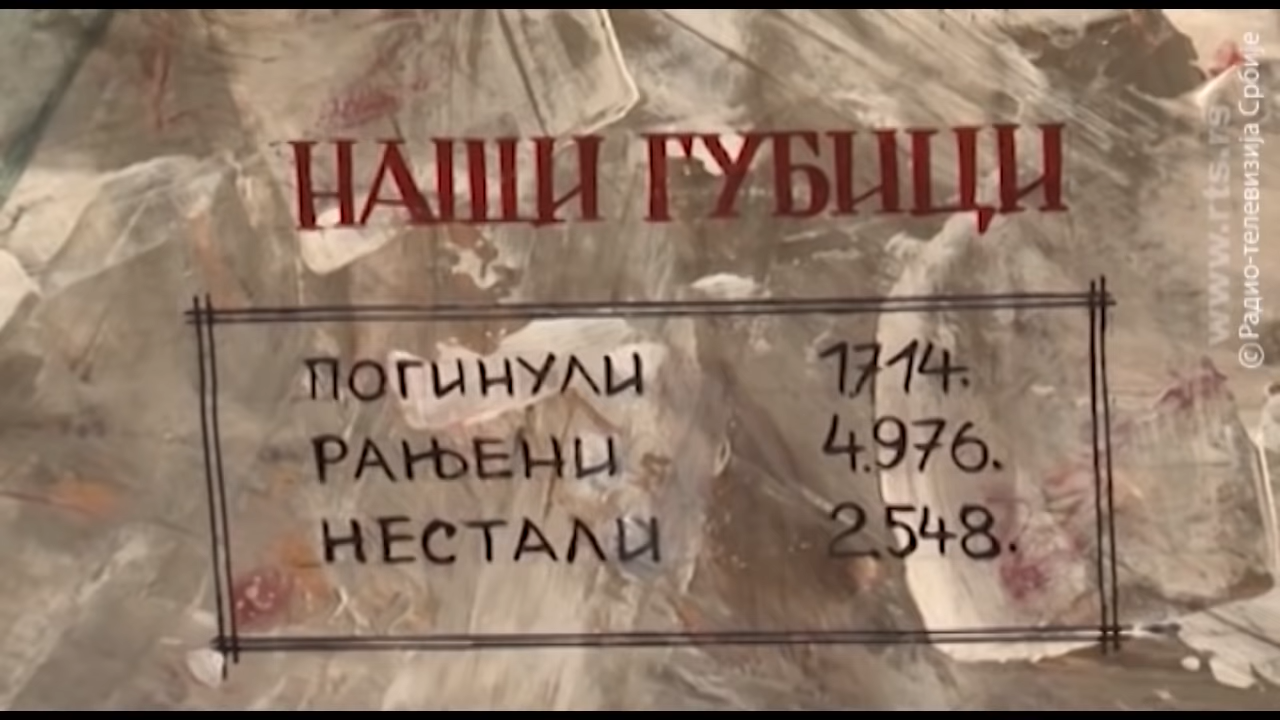 НАШИ ГУБИЦИ
ПОГИНУЛИ 1.714.
РАЊЕНИ 4.976.
НЕСТАЛИ 2.548.
www.rts.rs
©Радио-телевизија Србије